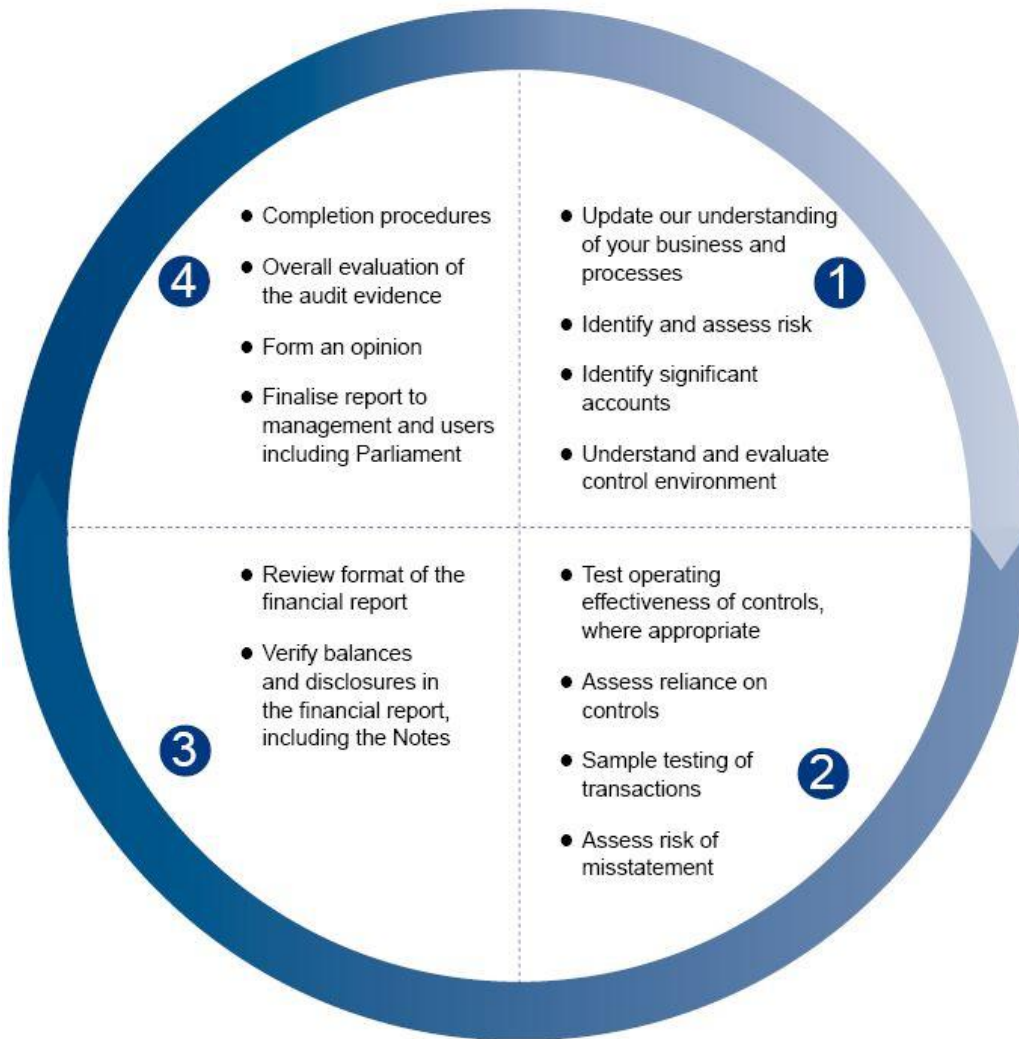 1
● Update our understanding
of your business and
processes
● Identify and assess risk
● Identify significant
accounts
● Understand and evaluate
control environment
2
● Test operating
effectiveness of controls,
where appropriate
● Assess reliance on
controls
● Sample testing of
transactions
● Assess risk of
misstatement
3
● Review format of the
financial report
● Verify balances
and disclosures in
the financial report,
including the Notes
4
● Completion procedures
● Overall evaluation of
the audit evidence
● Form an opinion
● Finalise report to
management and users
including Parliament